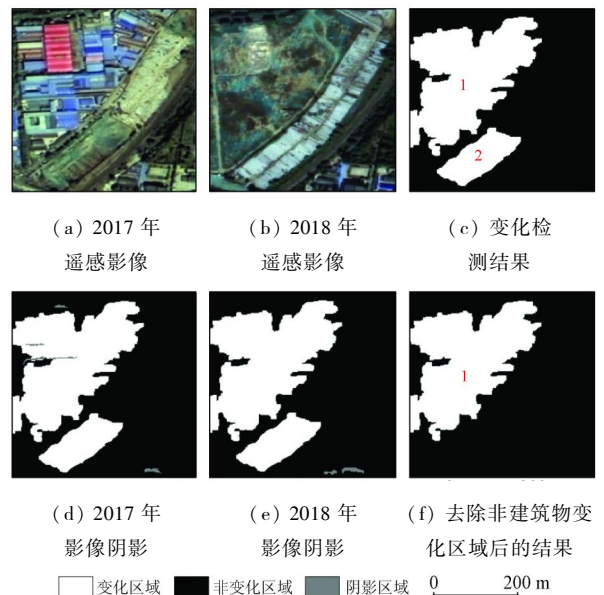 1
2
(a) 2017 年
遥感影像
(b) 2018 年
遥感影像
(c) 变化检
测结果
1
(d) 2017 年
影像阴影
(e) 2018 年
影像阴影
(f) 去除非建筑物变
化区域后的结果
变化区域 非变化区域 阴影区域 0 200 m